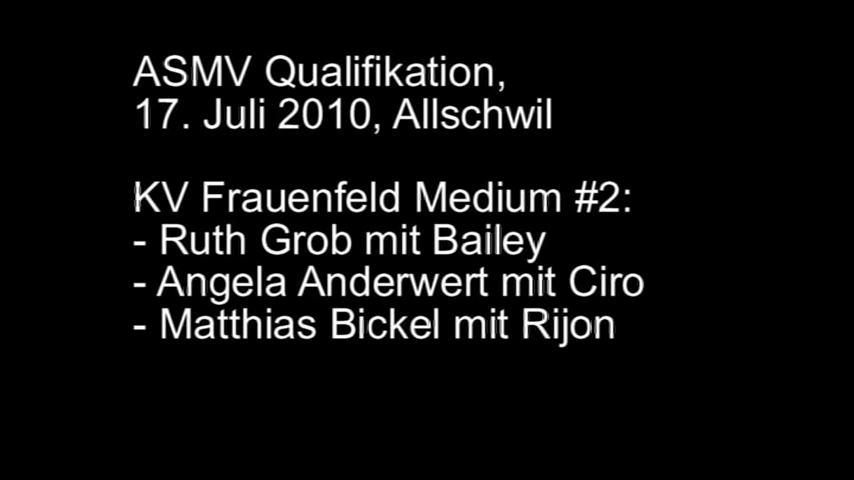 ASMV Qualifikation,
17. Juli 2010, Allschwil
KV Frauenfeld Medium #2:
- Ruth Grob mit Bailey
- Angela Anderwert mit Ciro
- Matthias Bickel mit Rijon